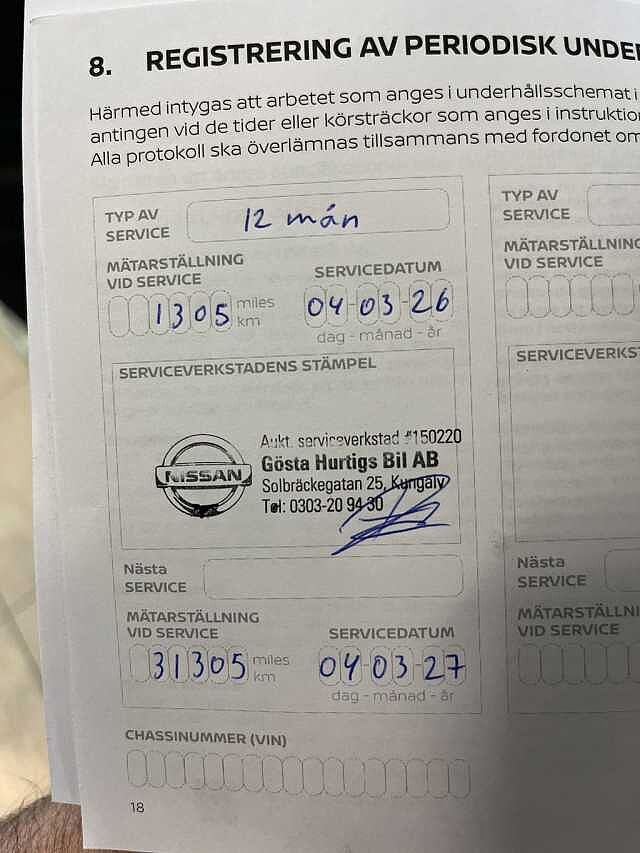 8. REGISTRERING AV PERIODISK UNDE
Härmed intygas att arbetet som anges i underhållsschemat i
antingen vid de tider eller körsträckor som anges i instruktio
Alla protokoll ska överlämnas tillsammans med fordonet om
TYP AV
SERVICE
12 mån
MÄTARSTÄLLNING
VID SERVICE
1305 miles
km
SERVICEDATUM
04-03-26
dag - månad - år
SERVICEVERKSTADENS STÄMPEL
NISSAN
Aukt. serviceverkstad #150220
Gösta Hurtigs Bil AB
Solbräckegatan 25, Kungälv
Tel: 0303-20 94 30
Nästa
SERVICE
MÄTARSTÄLLNING
VID SERVICE
31305 miles
km
SERVICEDATUM
04-03-27
dag - månad - år
CHASSINUMMER (VIN)
18
TYP AV
SERVICE
MÄTARSTÄLLNING
VID SERVICE
SERVICEVERKST
Nästa
SERVICE
MÄTARSTÄLLNI
VID SERVICE